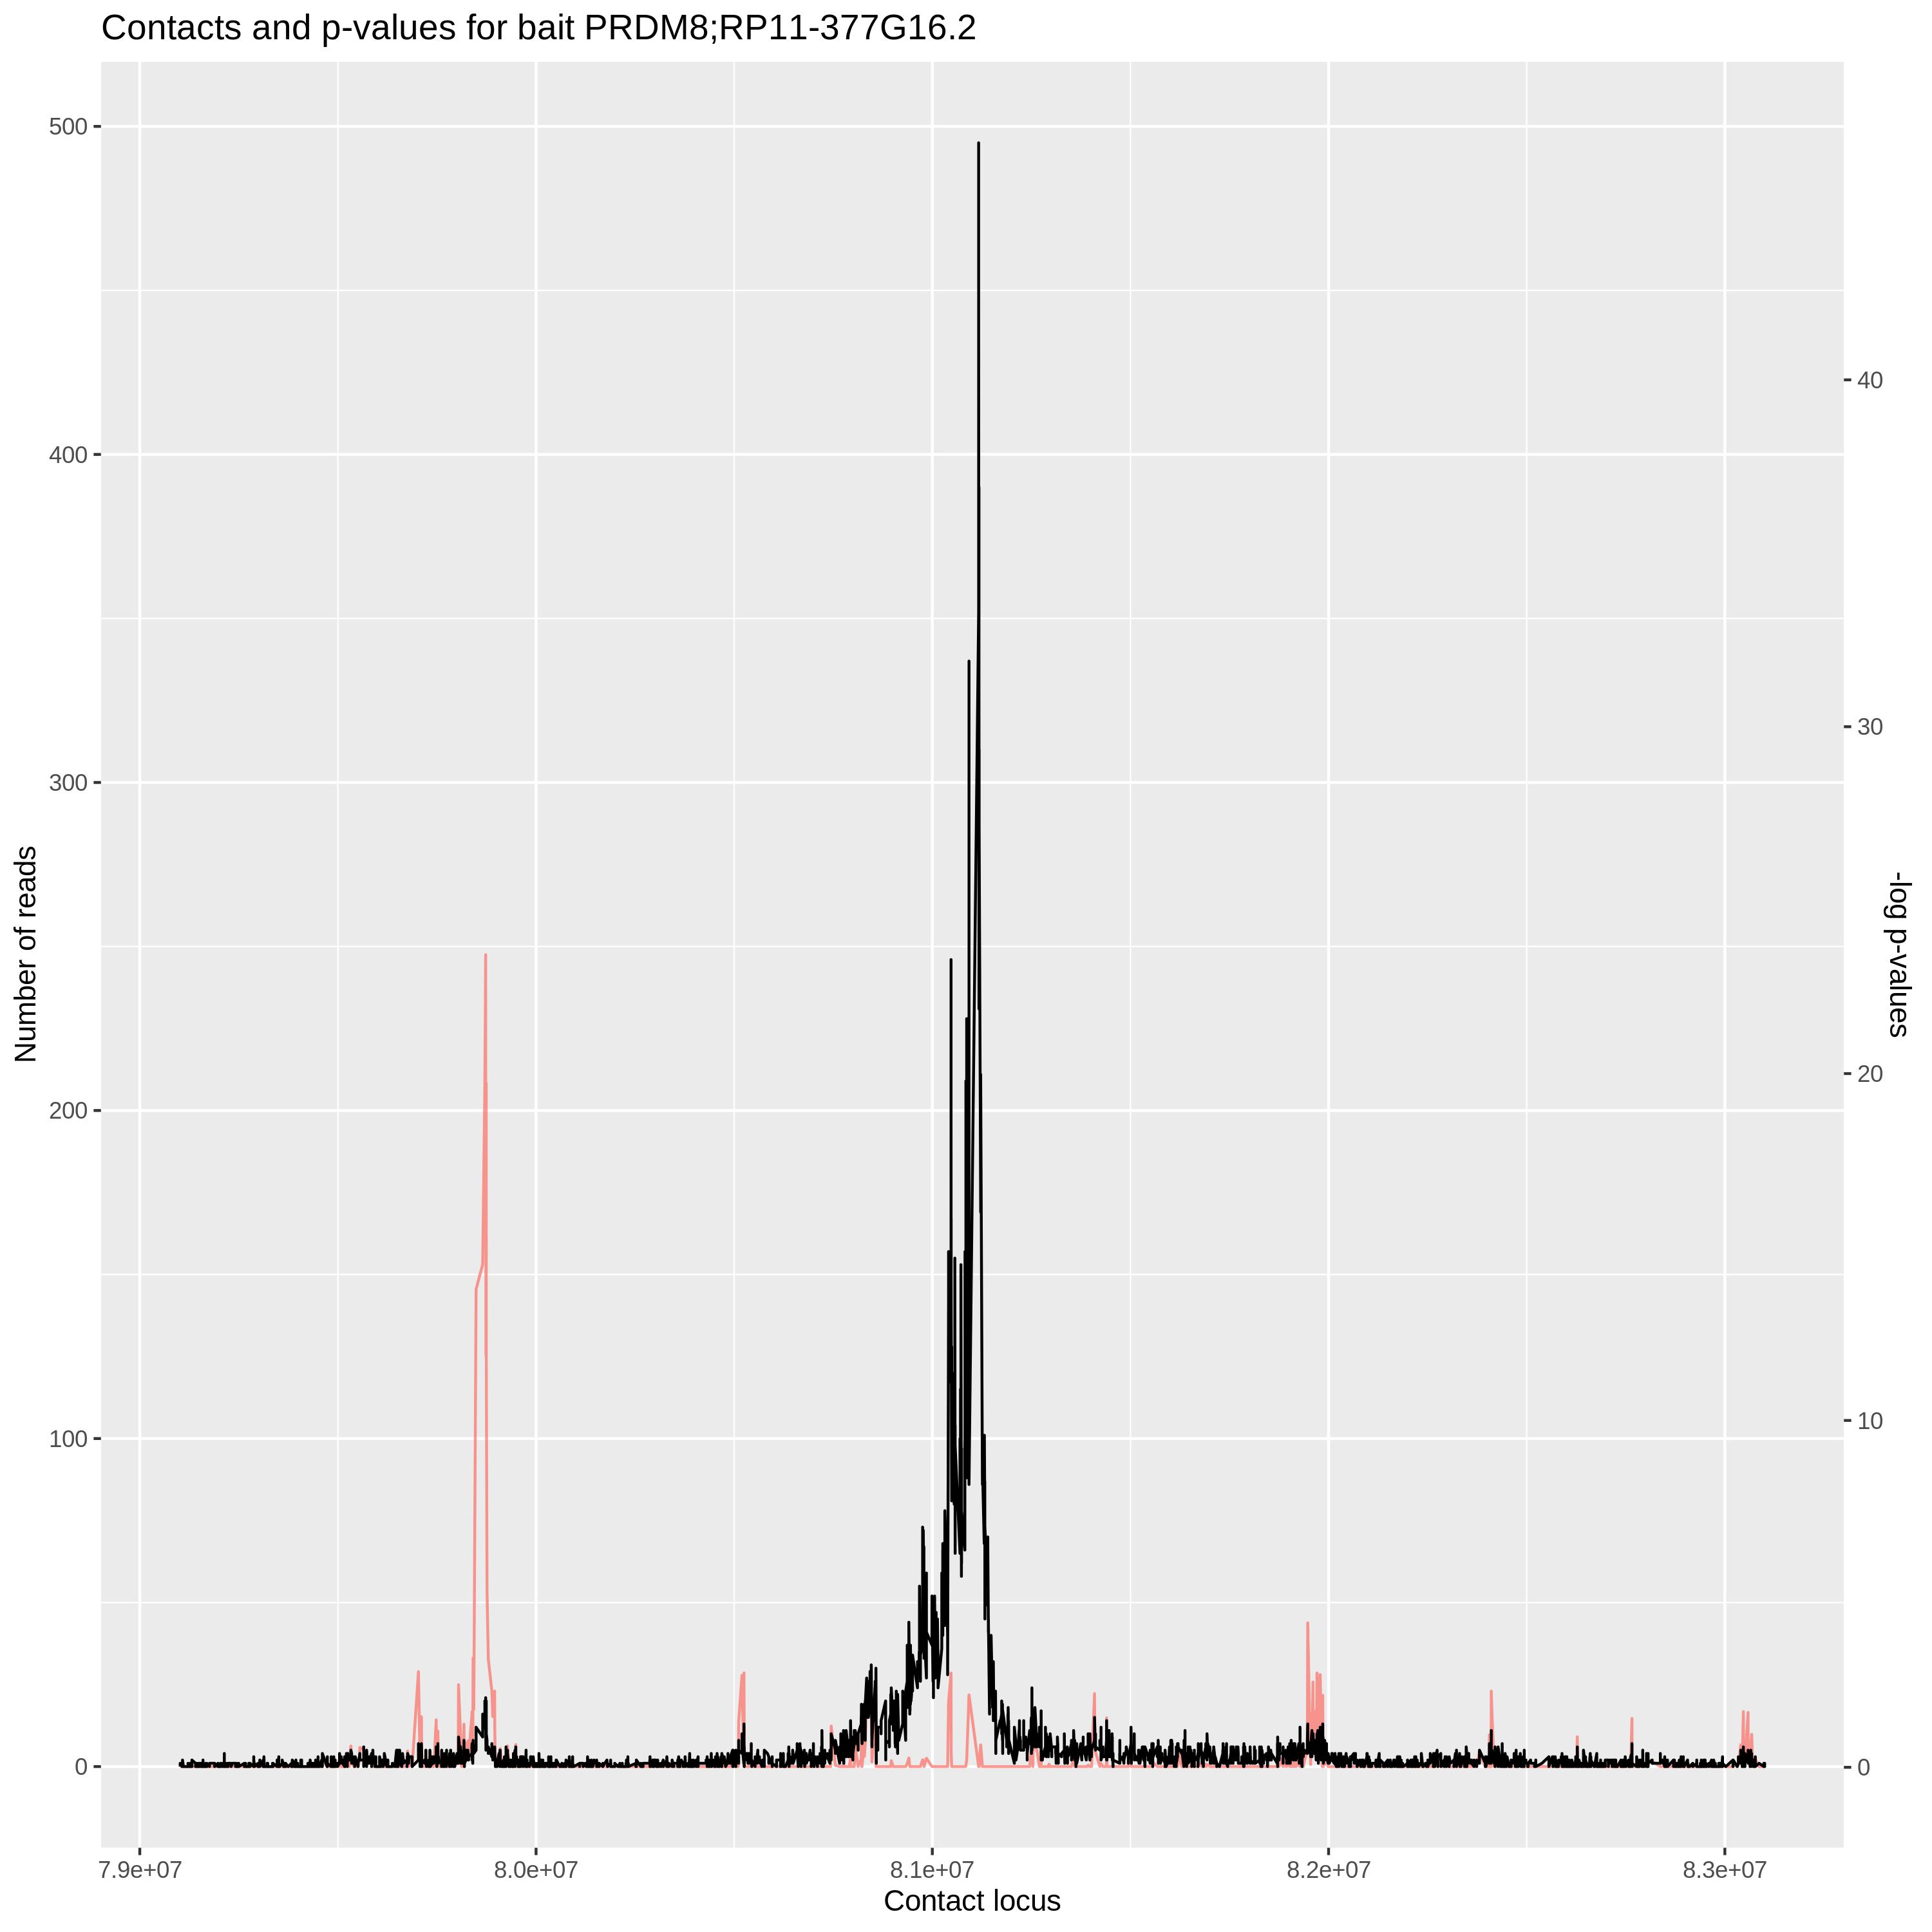 Contacts and p-values for bait PRDM8;RP11-377G16.2
500
400
300
200
100
0
Number of reads
40
30
20
10
0
-log p-values
7.9e+07
8.0e+07
8.1e+07
8.2e+07
8.3e+07
Contact locus